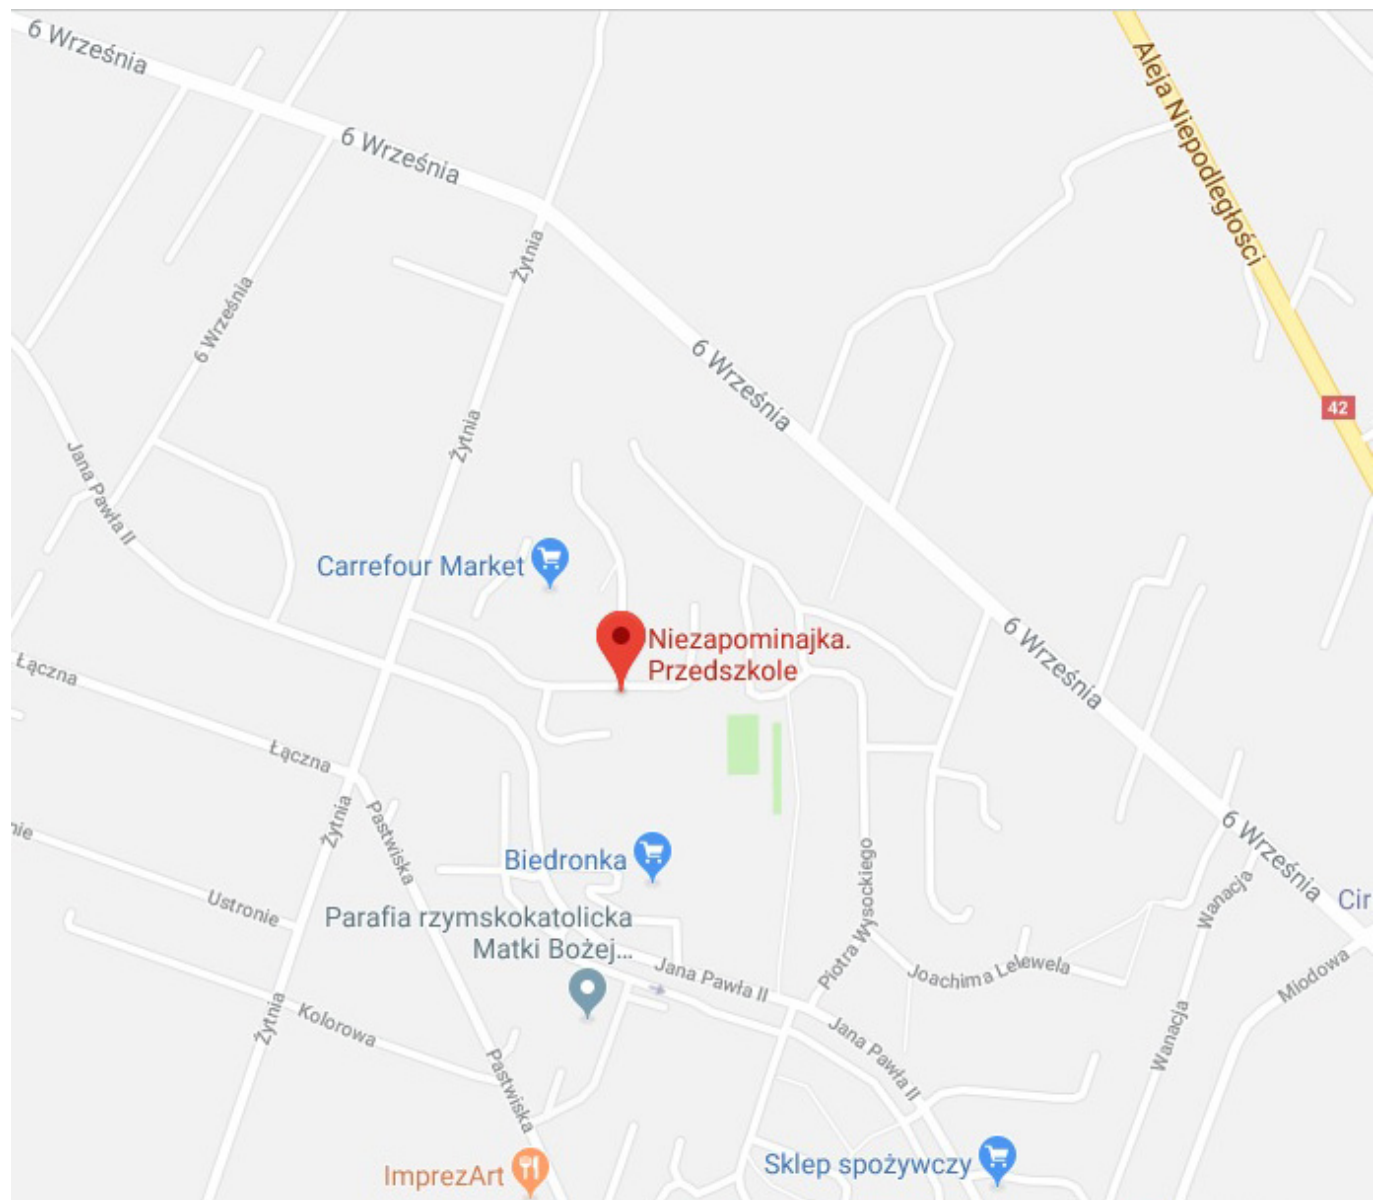 6 Września
Aleja Niepodległości
6 Września
Żytnia
6 Września
6 Września
42
Żytnia
Jana Pawła II
Carrefour Market
Niezapominajka.
Przedszkole
6 Września
Łączna
Łączna
Żytnia
Pastwiska
6 Września
Biedronka
Piotra Wysockiego
Wanacja
Ustronie
Parafia rzymskokatolicka
Matki Bożej...
Jana Pawła II
Joachima Lelewela
Miodowa
Żytnia
Kolorowa
Jana Pawła II
Wanacja
Pastwiska
ImprezArt
Sklep spożywczy